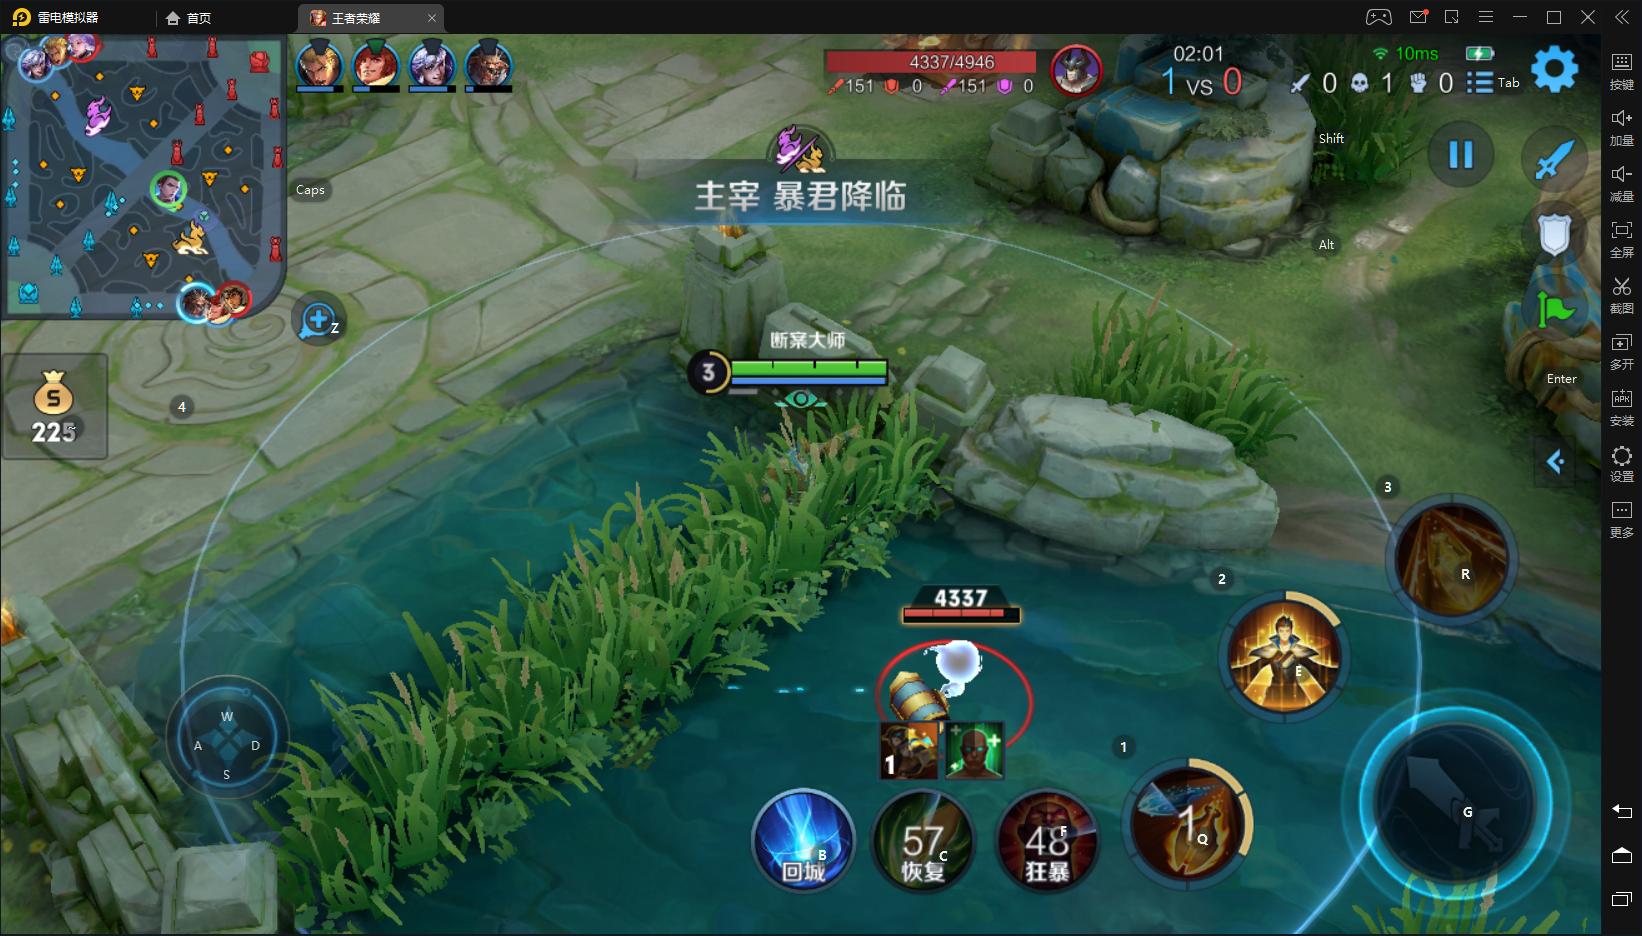 雷电模拟器
首页
王者荣耀
4337/4946
151 0 151 0
02:01
1 VS 0
10ms
0 1 0
Tab
按键
加量
减量
全屏
截图
多开
安装
设置
更多
Shift
Caps
主宰 暴君降临
Alt
Z
断案大师
3
Enter
4
225
~
3
R
2
4337
E
W
A D
S
1
1
1
Q
G
B
回城
57
C
恢复
48
F
狂暴